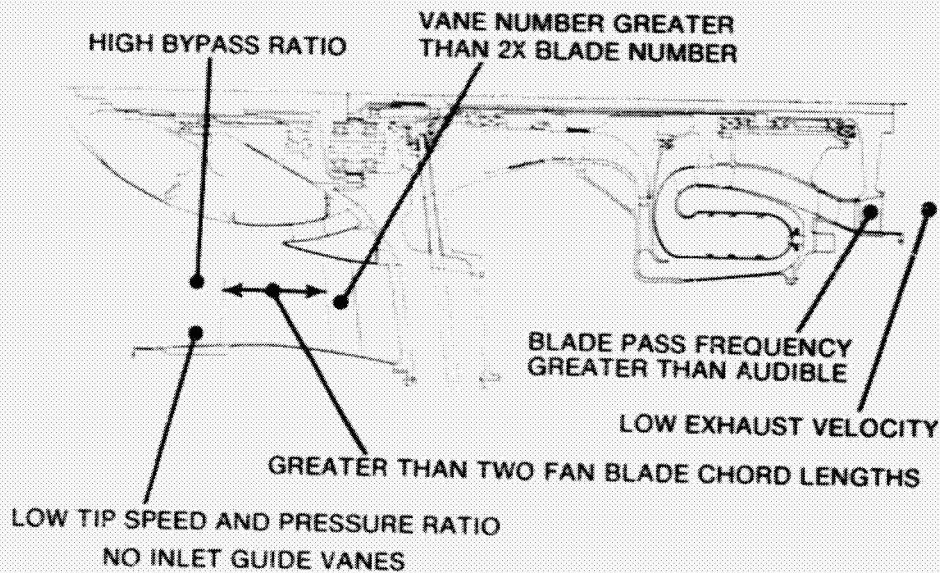 HIGH BYPASS RATIO
VANE NUMBER GREATER
THAN 2X BLADE NUMBER
BLADE PASS FREQUENCY
GREATER THAN AUDIBLE
LOW EXHAUST VELOCITY
GREATER THAN TWO FAN BLADE CHORD LENGTHS
LOW TIP SPEED AND PRESSURE RATIO
NO INLET GUIDE VANES